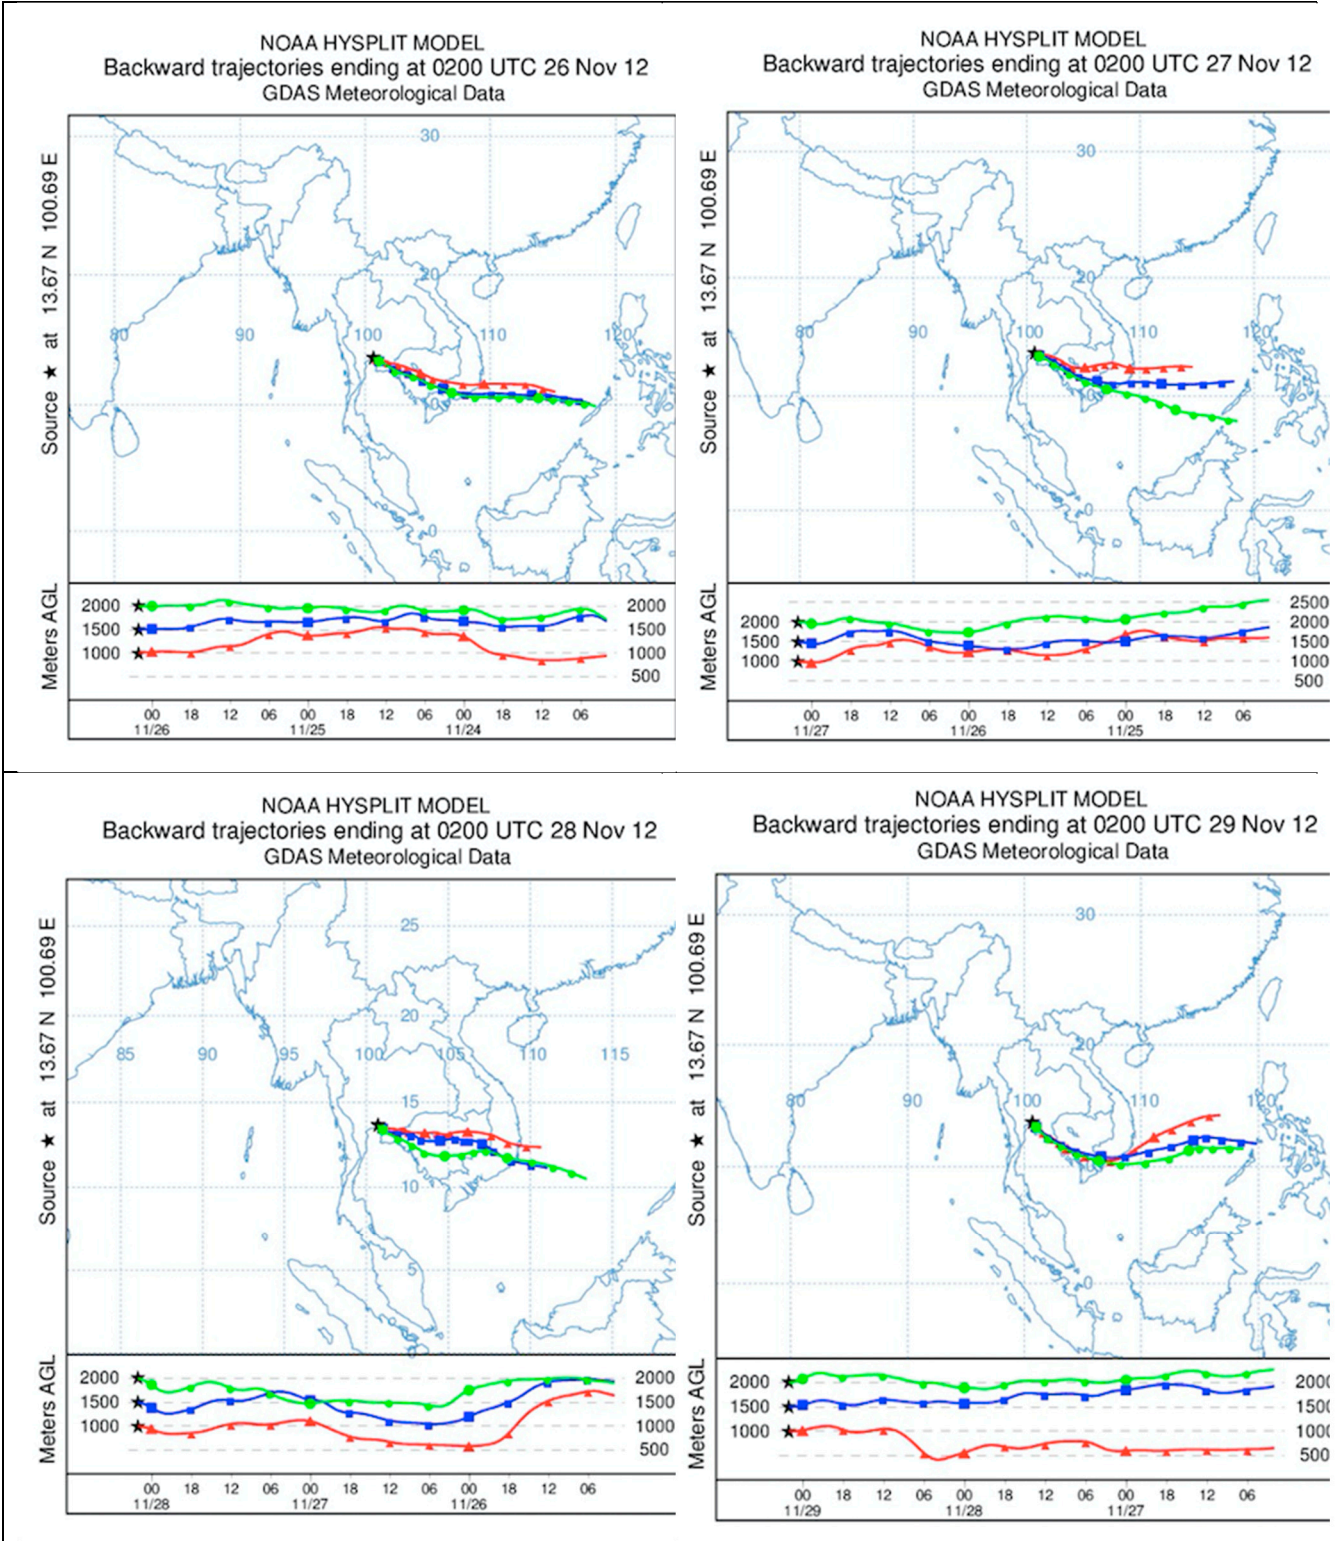 NOAA HYSPLIT MODEL
Backward trajectories ending at 0200 UTC 26 Nov 12
GDAS Meteorological Data
Source ★ at 13.67 N 100.69 E
30
20
80 90 100 110 120
0
Meters AGL
2000 2000
1500 1500
1000 1000
500
00 18 12 06 00 18 12 06 00 18 12 06
11/26 11/25 11/24
NOAA HYSPLIT MODEL
Backward trajectories ending at 0200 UTC 27 Nov 12
GDAS Meteorological Data
Source ★ at 13.67 N 100.69 E
30
20
80 90 100 110 120
0
Meters AGL
2500
2000 2000
1500 1500
1000 1000
500
00 18 12 06 00 18 12 06 00 18 12 06
11/27 11/26 11/25
NOAA HYSPLIT MODEL
Backward trajectories ending at 0200 UTC 28 Nov 12
GDAS Meteorological Data
Source ★ at 13.67 N 100.69 E
25
20
85 90 95 100 105 110 115
15
10
5
0
Meters AGL
2000 2000
1500 1500
1000 1000
500
00 18 12 06 00 18 12 06 00 18 12 06
11/28 11/27 11/26
NOAA HYSPLIT MODEL
Backward trajectories ending at 0200 UTC 29 Nov 12
GDAS Meteorological Data
Source ★ at 13.67 N 100.69 E
30
20
80 90 100 110 120
0
Meters AGL
2000 2000
1500 1500
1000 1000
500
00 18 12 06 00 18 12 06 00 18 12 06
11/29 11/28 11/27